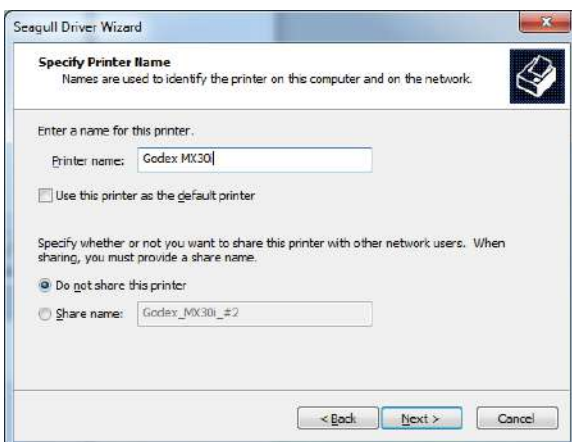 Seagull Driver Wizard
Specify Printer Name
Names are used to identify the printer on this computer and on the network.
Enter a name for this printer.
Printer name: Godex MX30i
Use this printer as the default printer
Specify whether or not you want to share this printer with other network users. When
sharing, you must provide a share name.
Do not share this printer
Share name: Godex_MX30i_#2
< Back Next > Cancel